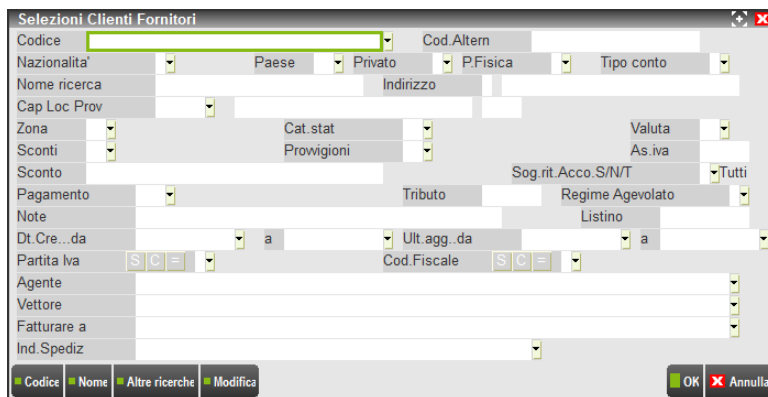 Selezioni Clienti Fornitori
Codice Cod.Altern
Nazionalita' Paese Privato P.Fisica Tipo conto
Nome ricerca Indirizzo
Cap Loc Prov
Zona Cat.stat Valuta
Sconti Provvigioni As.iva
Sconto Sog.rit.Acco.S/N/T Tutti
Pagamento Tributo Regime Agevolato
Note Listino
Dt.Cre...da a Ult.agg..da a
Partita Iva S C = Cod.Fiscale S C =
Agente
Vettore
Fatturare a
Ind.Spediz
Codice Nome Altre ricerche Modifica OK Annulla